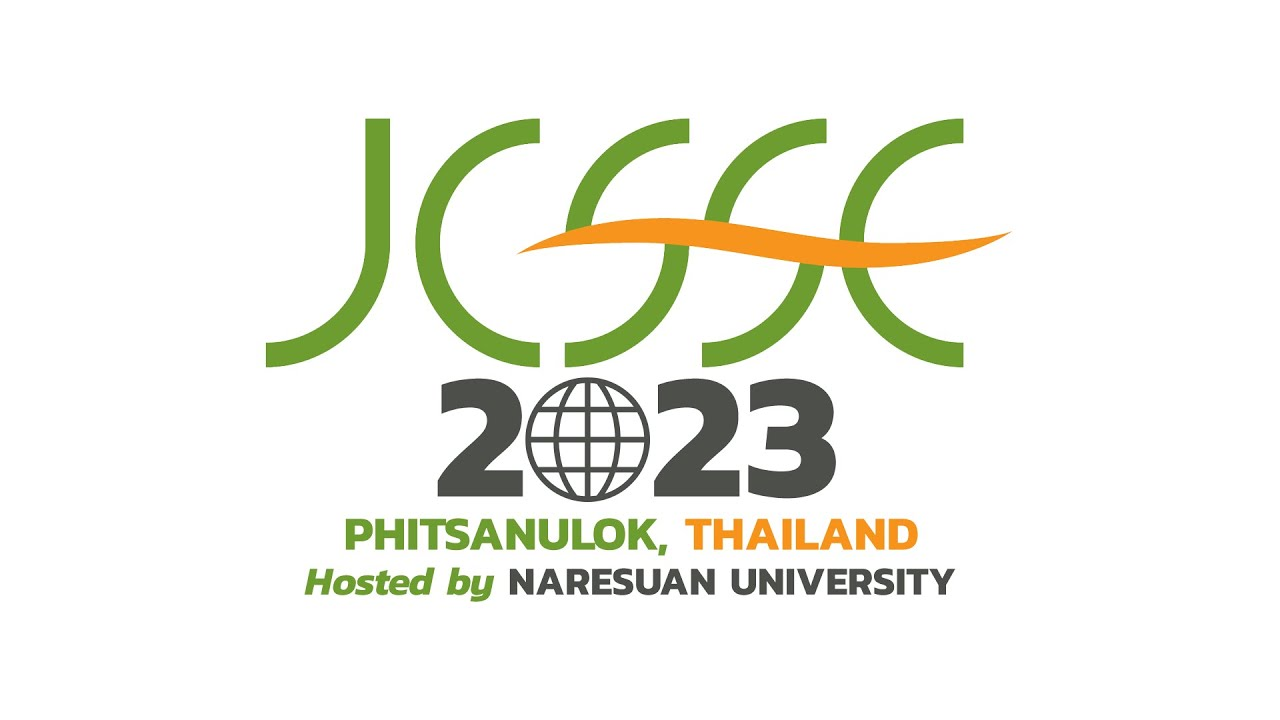 JCSSE
2023
PHITSANULOK, THAILAND
Hosted by NARESUAN UNIVERSITY